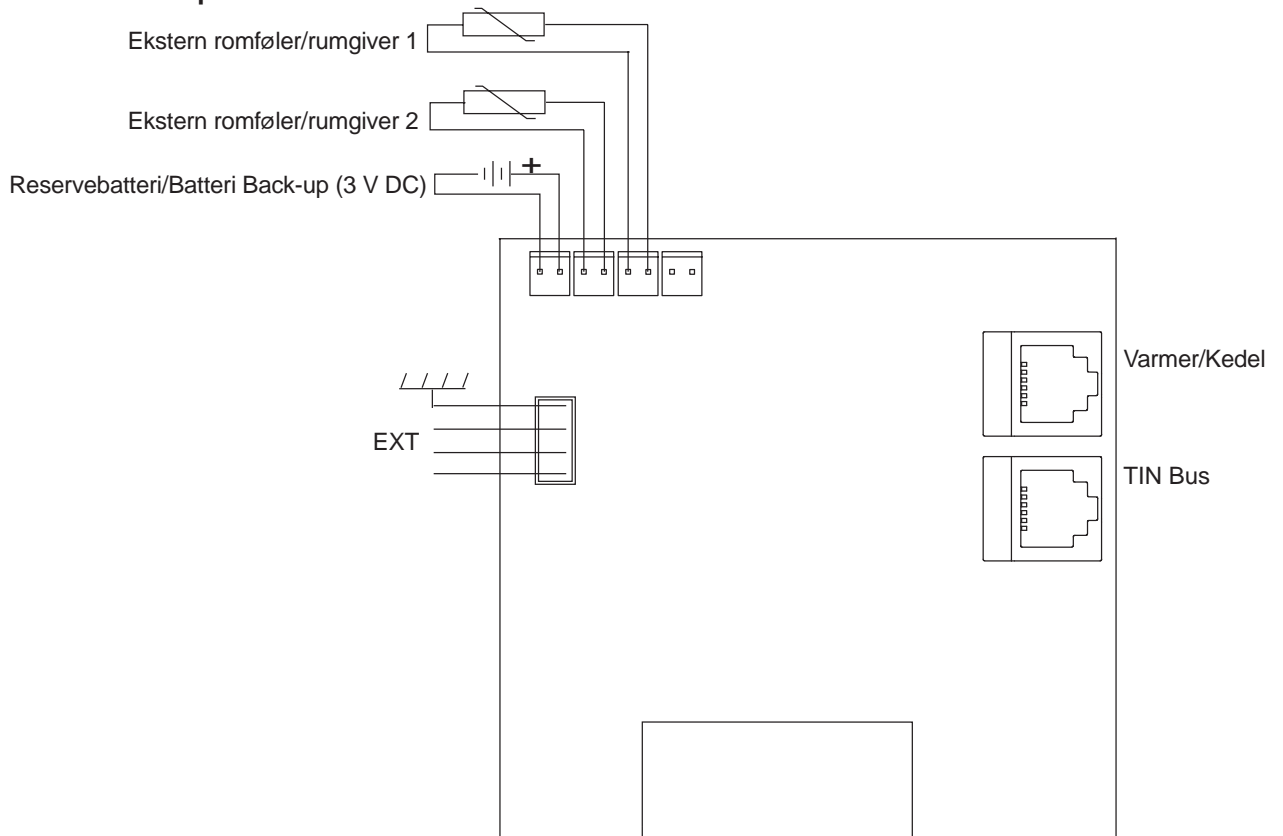 Ekstern romføler/rumgiver 1
Ekstern romføler/rumgiver 2
+
Reservebatteri/Batteri Back-up (3 V DC)
Varmer/Kedel
EXT
TIN Bus